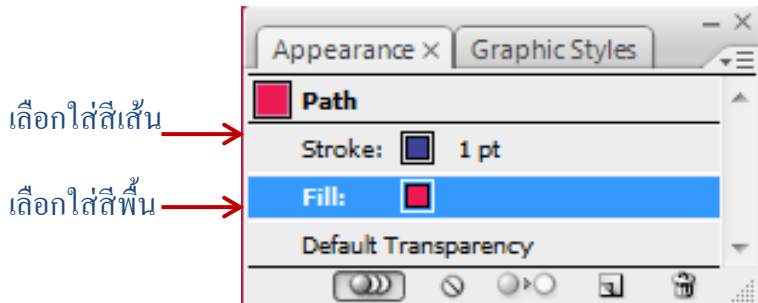 Appearance × Graphic Styles
Path
เลือกใส่สีเส้น
Stroke: 1 pt
เลือกใส่สีพื้น
Fill:
Default Transparency